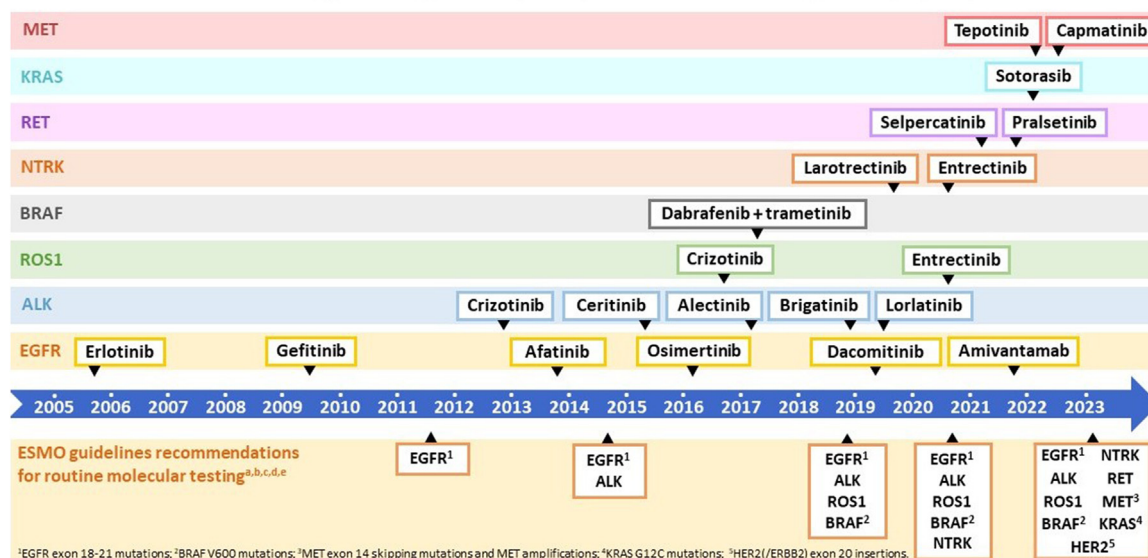 MET
Tepotinib Capmatinib
KRAS
Sotorasib
RET
Selpercatinib Pralsetinib
NTRK
Larotrectinib Entrectinib
BRAF
Dabrafenib + trametinib
ROS1
Crizotinib Entrectinib
ALK
Crizotinib Ceritinib Alectinib Brigatinib Lorlatinib
EGFR
Erlotinib Gefitinib Afatinib Osimertinib Dacomitinib Amivantamab
2005 2006 2007 2008 2009 2010 2011 2012 2013 2014 2015 2016 2017 2018 2019 2020 2021 2022 2023
ESMO guidelines recommendations
for routine molecular testing^a,b,c,d,e
EGFR¹
EGFR¹
ALK
EGFR¹
ALK
ROS1
BRAF²
EGFR¹
ALK
ROS1
BRAF²
NTRK
EGFR¹ NTRK
ALK RET
ROS1 MET³
BRAF² KRAS⁴
HER2⁵
¹EGFR exon 18-21 mutations; ²BRAF V600 mutations; ³MET exon 14 skipping mutations and MET amplifications; ⁴KRAS G12C mutations; ⁵HER2(/ERBB2) exon 20 insertions.